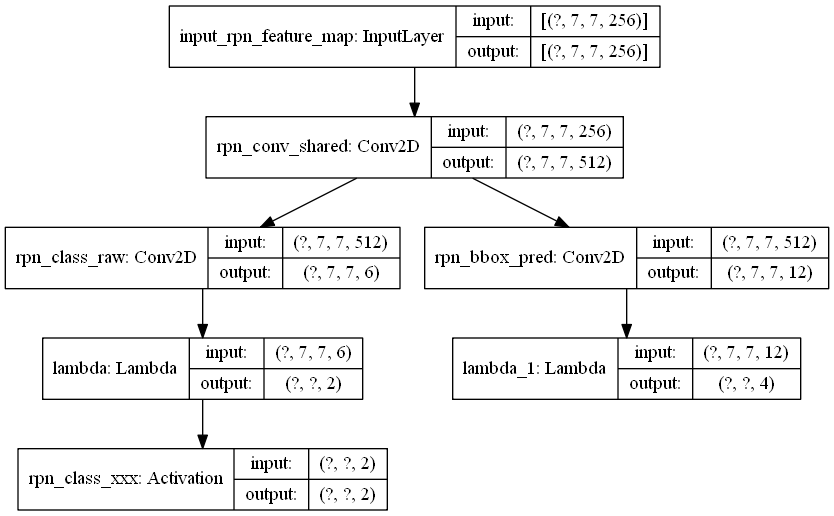 input_rpn_feature_map: InputLayer
input:
[(?, 7, 7, 256)]
output:
[(?, 7, 7, 256)]
rpn_conv_shared: Conv2D
input:
(?, 7, 7, 256)
output:
(?, 7, 7, 512)
rpn_class_raw: Conv2D
input:
(?, 7, 7, 512)
output:
(?, 7, 7, 6)
rpn_bbox_pred: Conv2D
input:
(?, 7, 7, 512)
output:
(?, 7, 7, 12)
lambda: Lambda
input:
(?, 7, 7, 6)
output:
(?, ?, 2)
lambda_1: Lambda
input:
(?, 7, 7, 12)
output:
(?, ?, 4)
rpn_class_xxx: Activation
input:
(?, ?, 2)
output:
(?, ?, 2)